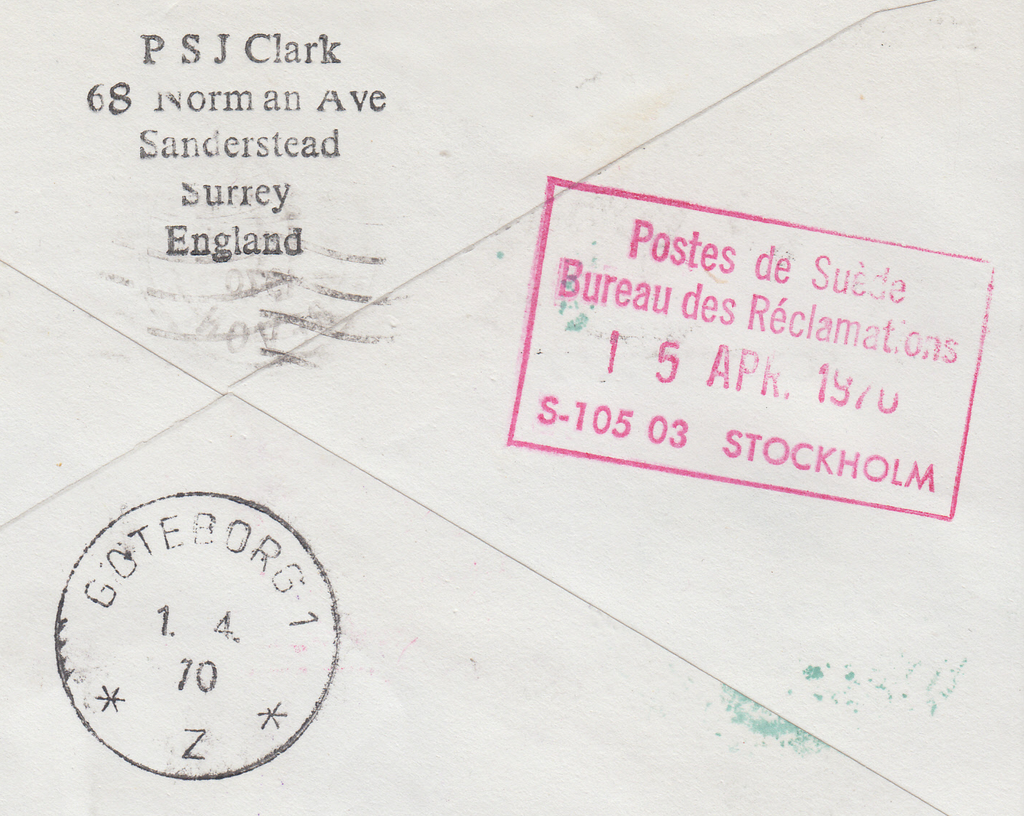 P S J Clark
68 Norman Ave
Sanderstead
Surrey
England
Postes de Suède
Bureau des Réclamations
15 APR. 1970
S-105 03 STOCKHOLM
GÖTEBORG 1
1. 4.
70
* *
Z